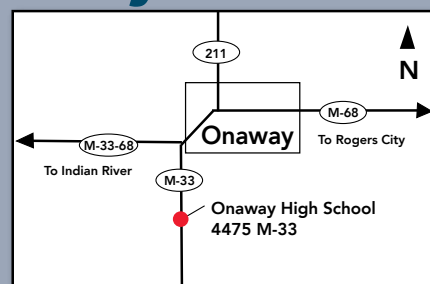 211
N
M-68
Onaway
To Rogers City
M-33-68
To Indian River
M-33
Onaway High School
4475 M-33